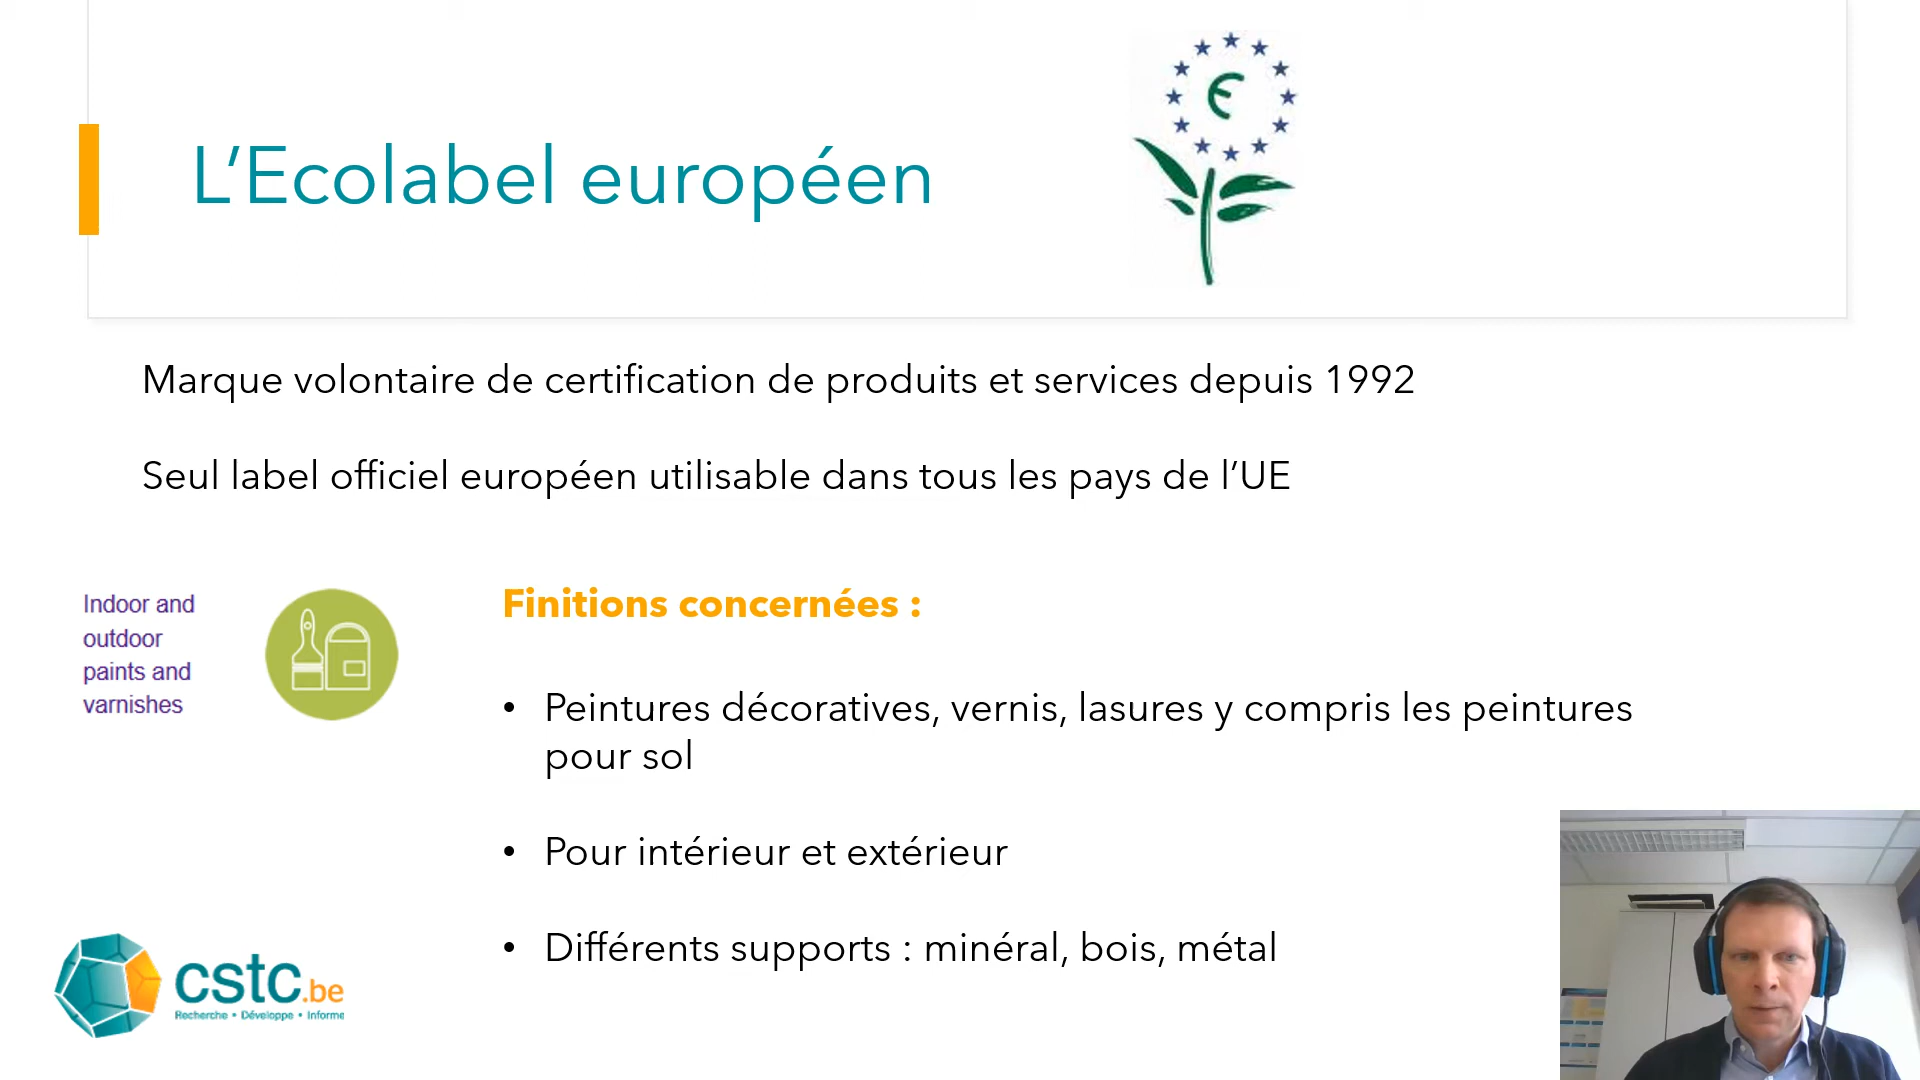 L’Ecolabel européen
Marque volontaire de certification de produits et services depuis 1992
Seul label officiel européen utilisable dans tous les pays de l’UE
Indoor and
outdoor
paints and
varnishes
Finitions concernées :
• Peintures décoratives, vernis, lasures y compris les peintures
pour sol
• Pour intérieur et extérieur
• Différents supports : minéral, bois, métal
cstc.be
Recherche • Développe • Informe